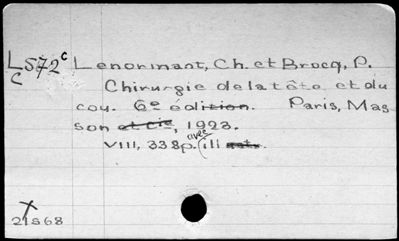 L572c Lenormant, Ch. et Brocq, P.
C
Chirurgie de la tête et du
cou. 6e édition. Paris, Mas
son et Cie, 1923.
VIII, 338p. (avec ill
21568